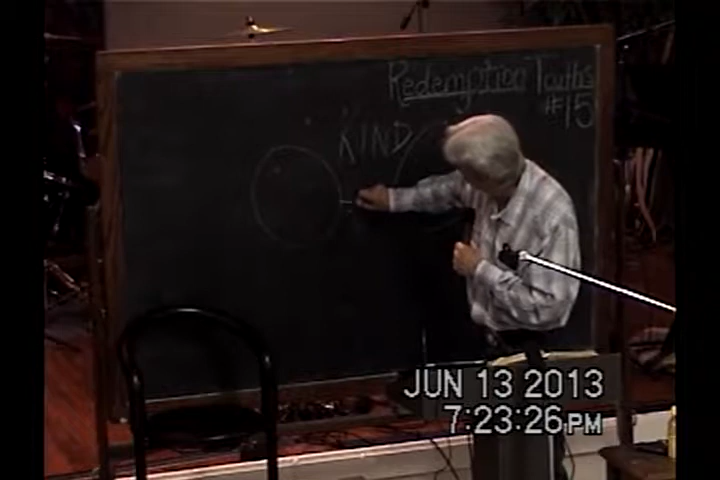 Redemption Truths
#15
KIND
JUN 13 2013
7:23:26PM